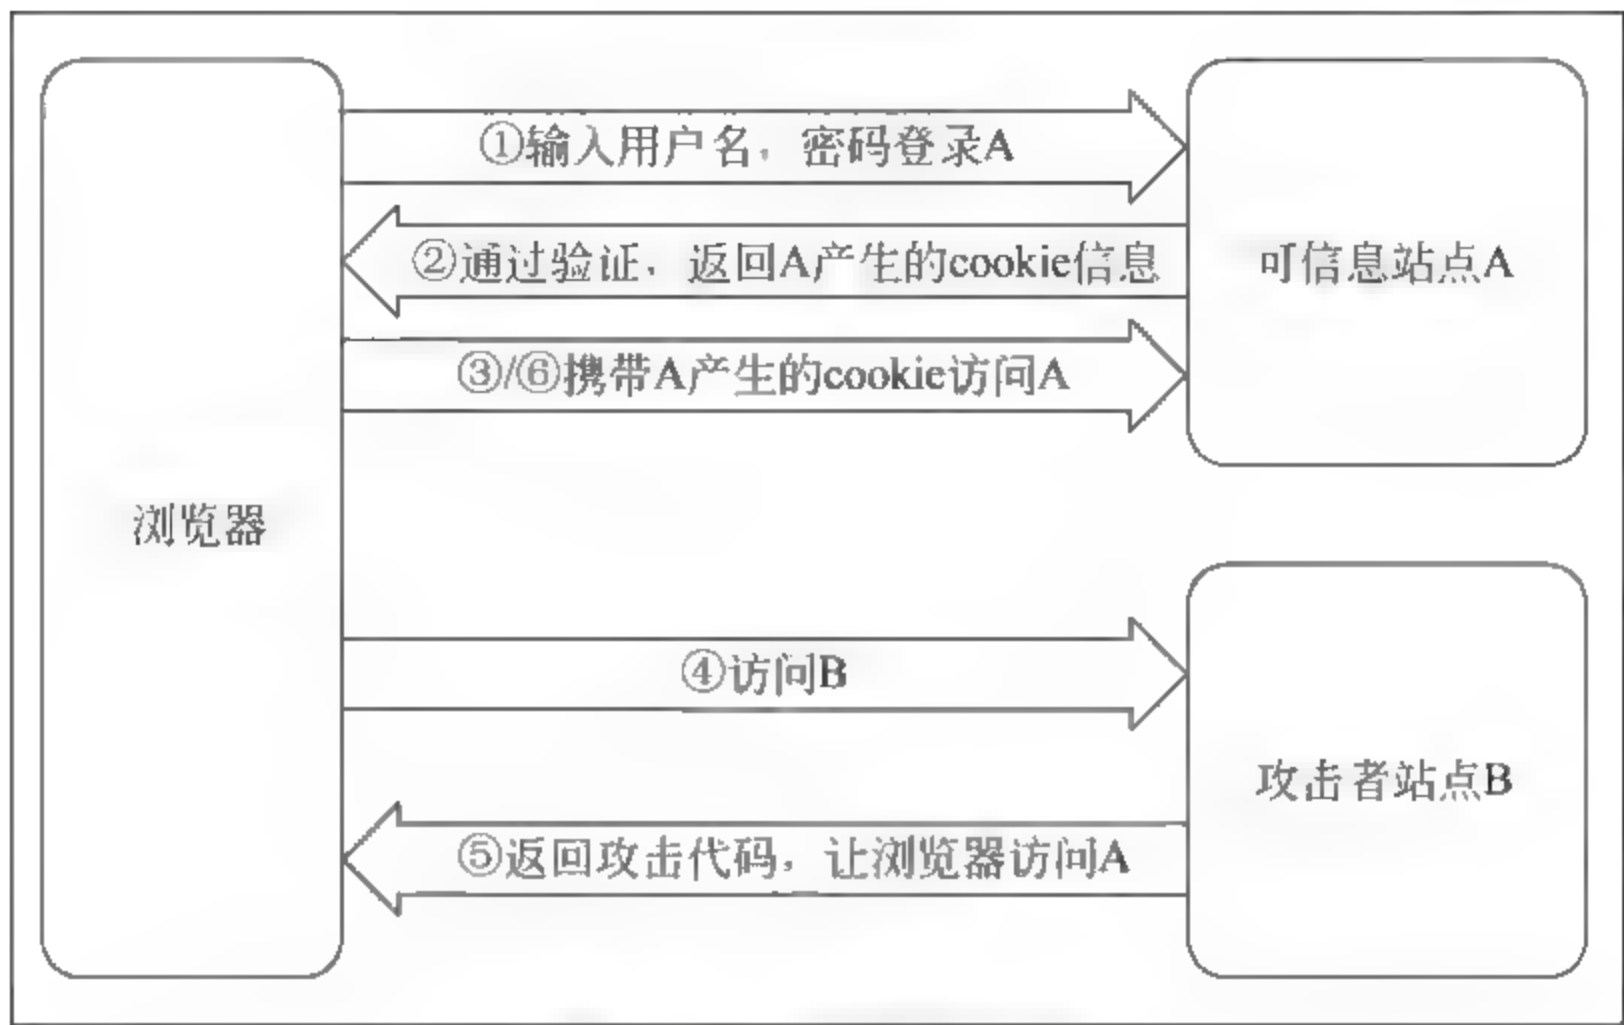 ①输入用户名，密码登录A
②通过验证，返回A产生的cookie信息
可信息站点A
③/⑥携带A产生的cookie访问A
浏览器
④访问B
攻击者站点B
⑤返回攻击代码，让浏览器访问A